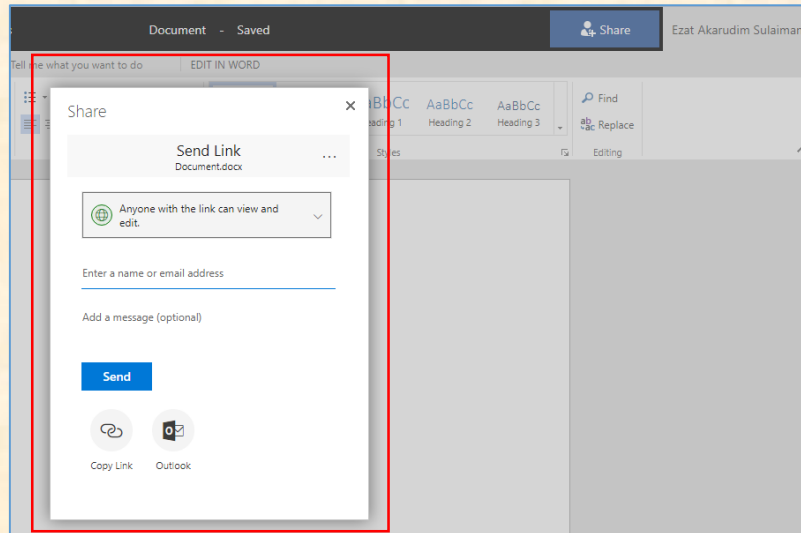 Document - Saved
Share
Ezat Akarudim Sulaiman
Tell me what you want to do
EDIT IN WORD
AaBbCc
AaBbCc
Heading 2
Heading 3
Styles
Find
Replace
Editing
Share
Send Link
Document.docx
...
Anyone with the link can view and
edit.
Enter a name or email address
Add a message (optional)
Send
Copy Link
Outlook